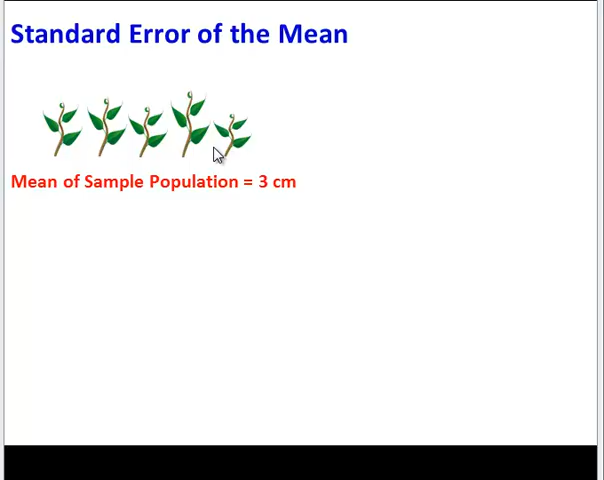 Standard Error of the Mean
Mean of Sample Population = 3 cm